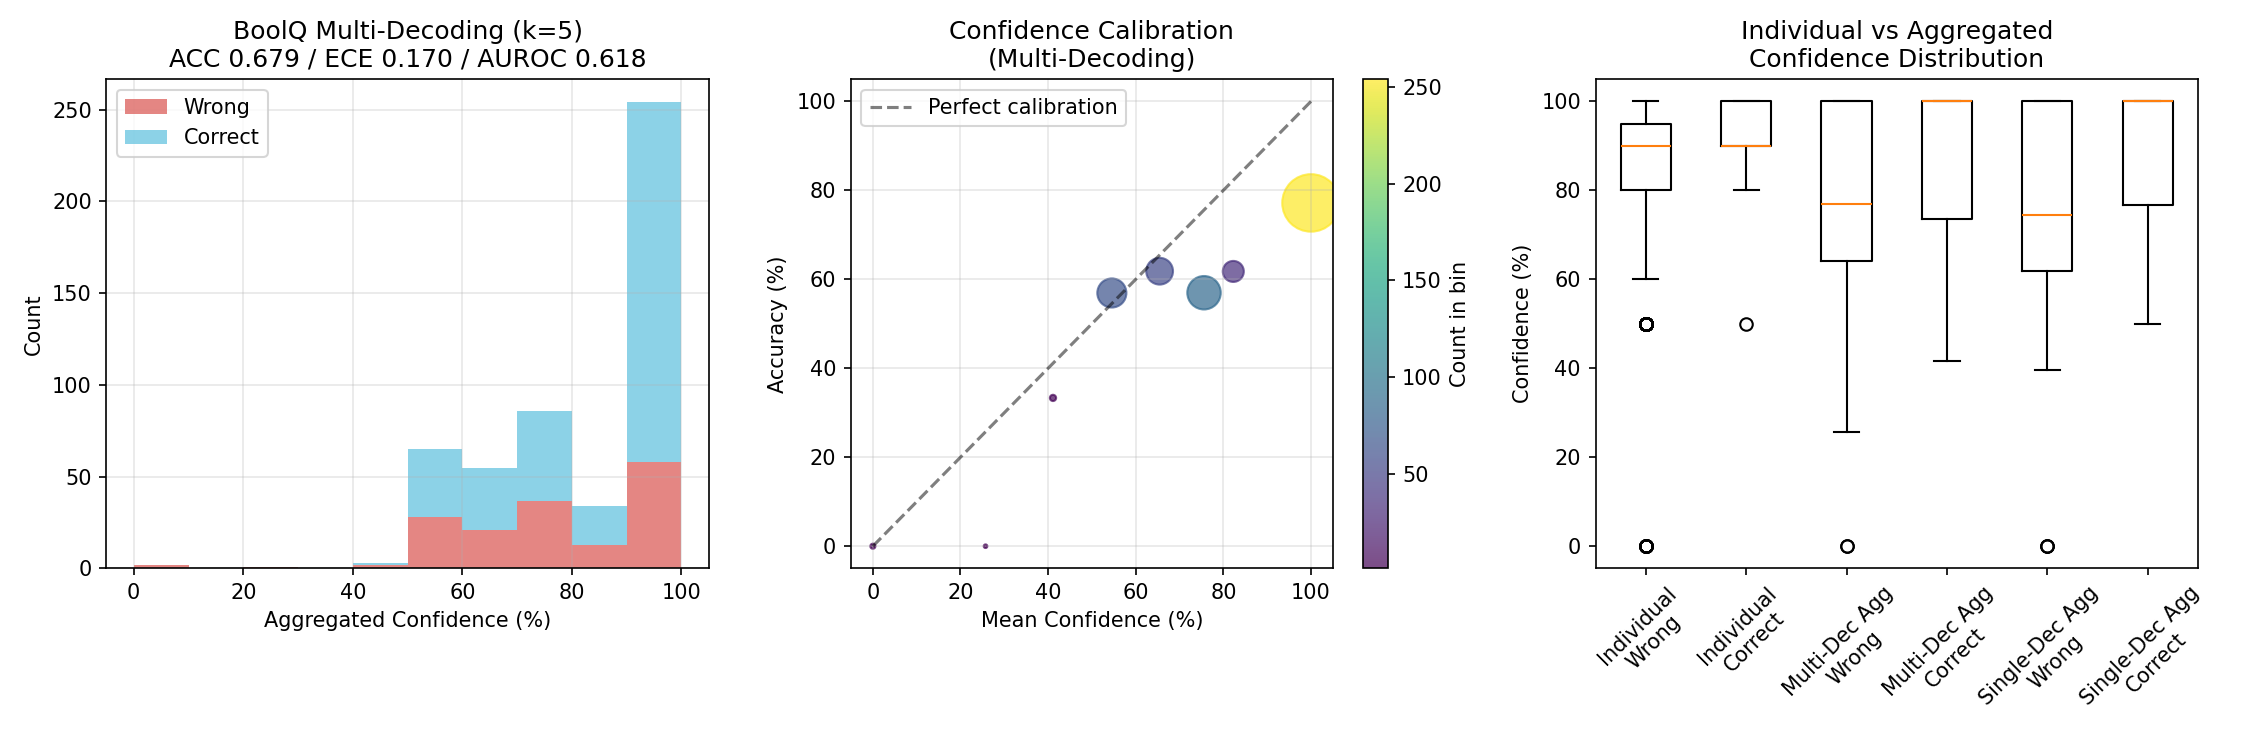 BoolQ Multi-Decoding (k=5)
ACC 0.679 / ECE 0.170 / AUROC 0.618
Wrong
Correct
250
200
150
100
50
0
Count
0 20 40 60 80 100
Aggregated Confidence (%)
Confidence Calibration
(Multi-Decoding)
Perfect calibration
100
80
60
40
20
0
Accuracy (%)
0 20 40 60 80 100
Mean Confidence (%)
250
200
150
100
50
Count in bin
Individual vs Aggregated
Confidence Distribution
100
80
60
40
20
0
Confidence (%)
Individual
Wrong
Individual
Correct
Multi-Dec Agg
Wrong
Multi-Dec Agg
Correct
Single-Dec Agg
Wrong
Single-Dec Agg
Correct